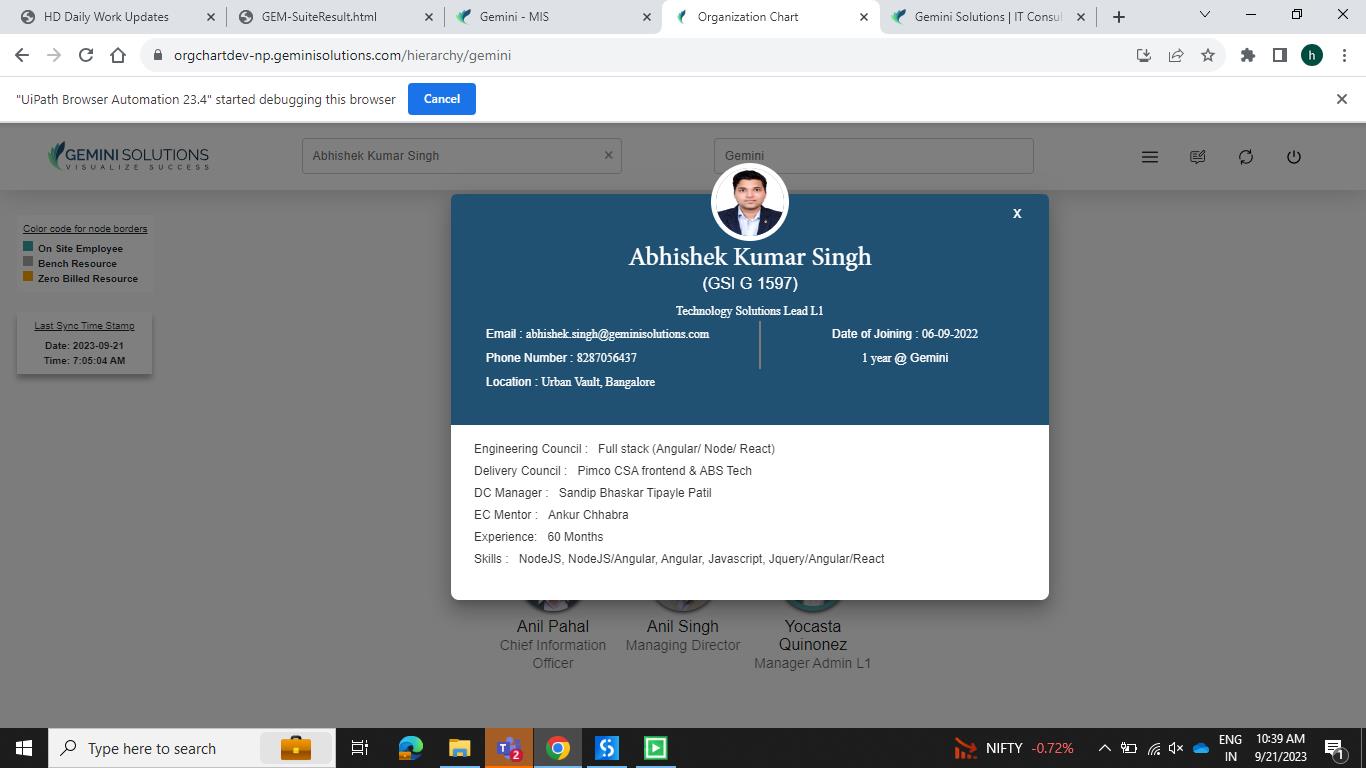 HD Daily Work Updates
GEM-SuiteResult.html
Gemini - MIS
Organization Chart
Gemini Solutions | IT Consul
orgchartdev-np.geminisolutions.com/hierarchy/gemini
h
"UiPath Browser Automation 23.4" started debugging this browser
Cancel
GEMINI SOLUTIONS
VISUALIZE SUCCESS
Abhishek Kumar Singh
Gemini
Color code for node borders
On Site Employee
Bench Resource
Zero Billed Resource
Last Sync Time Stamp
Date: 2023-09-21
Time: 7:05:04 AM
X
Abhishek Kumar Singh
(GSI G 1597)
Technology Solutions Lead L1
Email : abhishek.singh@geminisolutions.com
Phone Number : 8287056437
Location : Urban Vault, Bangalore
Date of Joining : 06-09-2022
1 year @ Gemini
Engineering Council : Full stack (Angular/ Node/ React)
Delivery Council : Pimco CSA frontend & ABS Tech
DC Manager : Sandip Bhaskar Tipayle Patil
EC Mentor : Ankur Chhabra
Experience: 60 Months
Skills : NodeJS, NodeJS/Angular, Angular, Javascript, Jquery/Angular/React
Anil Pahal
Chief Information
Officer
Anil Singh
Managing Director
Yocasta
Quinonez
Manager Admin L1
Type here to search
2
NIFTY -0.72%
ENG
IN
10:39 AM
9/21/2023
1